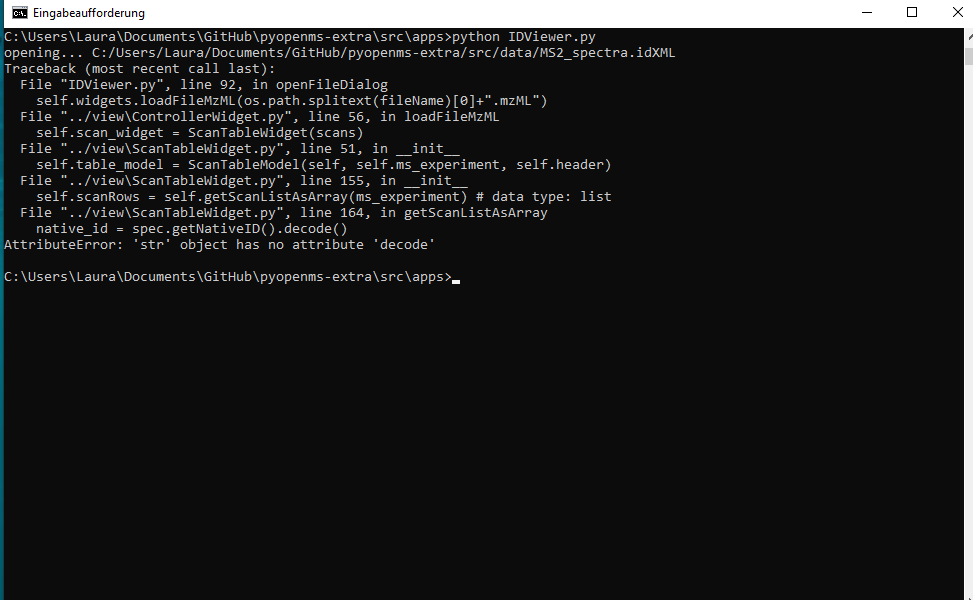 Eingabeaufforderung
C:\Users\Laura\Documents\GitHub\pyopenms-extra\src\apps>python IDViewer.py
opening... C:/Users/Laura/Documents/GitHub/pyopenms-extra/src/data/MS2_spectra.idXML
Traceback (most recent call last):
  File "IDViewer.py", line 92, in openFileDialog
    self.widgets.loadFileMzML(os.path.splitext(fileName)[0]+".mzML")
  File "../view\ControllerWidget.py", line 56, in loadFileMzML
    self.scan_widget = ScanTableWidget(scans)
  File "../view\ScanTableWidget.py", line 51, in __init__
    self.table_model = ScanTableModel(self, self.ms_experiment, self.header)
  File "../view\ScanTableWidget.py", line 155, in __init__
    self.scanRows = self.getScanListAsArray(ms_experiment) # data type: list
  File "../view\ScanTableWidget.py", line 164, in getScanListAsArray
    native_id = spec.getNativeID().decode()
AttributeError: 'str' object has no attribute 'decode'
C:\Users\Laura\Documents\GitHub\pyopenms-extra\src\apps>